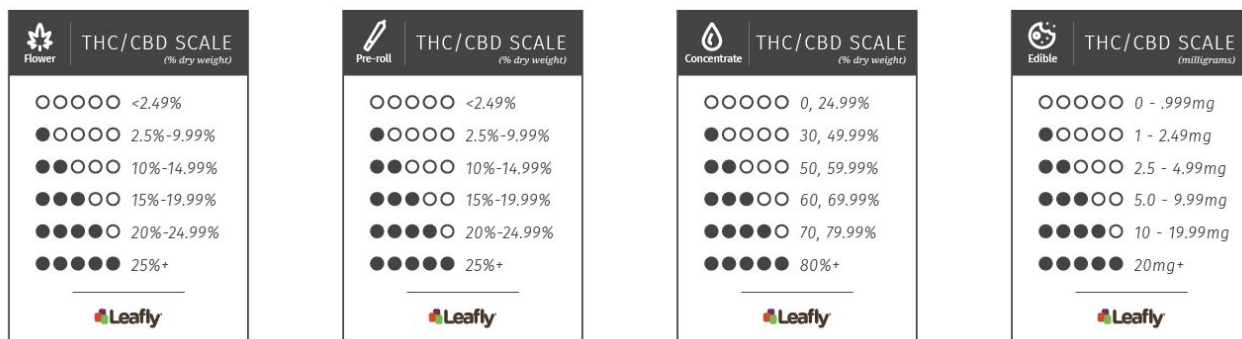 Flower
THC/CBD SCALE
(% dry weight)
<2.49%
2.5%-9.99%
10%-14.99%
15%-19.99%
20%-24.99%
25%+
Leafly
Pre-roll
THC/CBD SCALE
(% dry weight)
<2.49%
2.5%-9.99%
10%-14.99%
15%-19.99%
20%-24.99%
25%+
Leafly
Concentrate
THC/CBD SCALE
(% dry weight)
0, 24.99%
30, 49.99%
50, 59.99%
60, 69.99%
70, 79.99%
80%+
Leafly
Edible
THC/CBD SCALE
(milligrams)
0 - .999mg
1 - 2.49mg
2.5 - 4.99mg
5.0 - 9.99mg
10 - 19.99mg
20mg+
Leafly